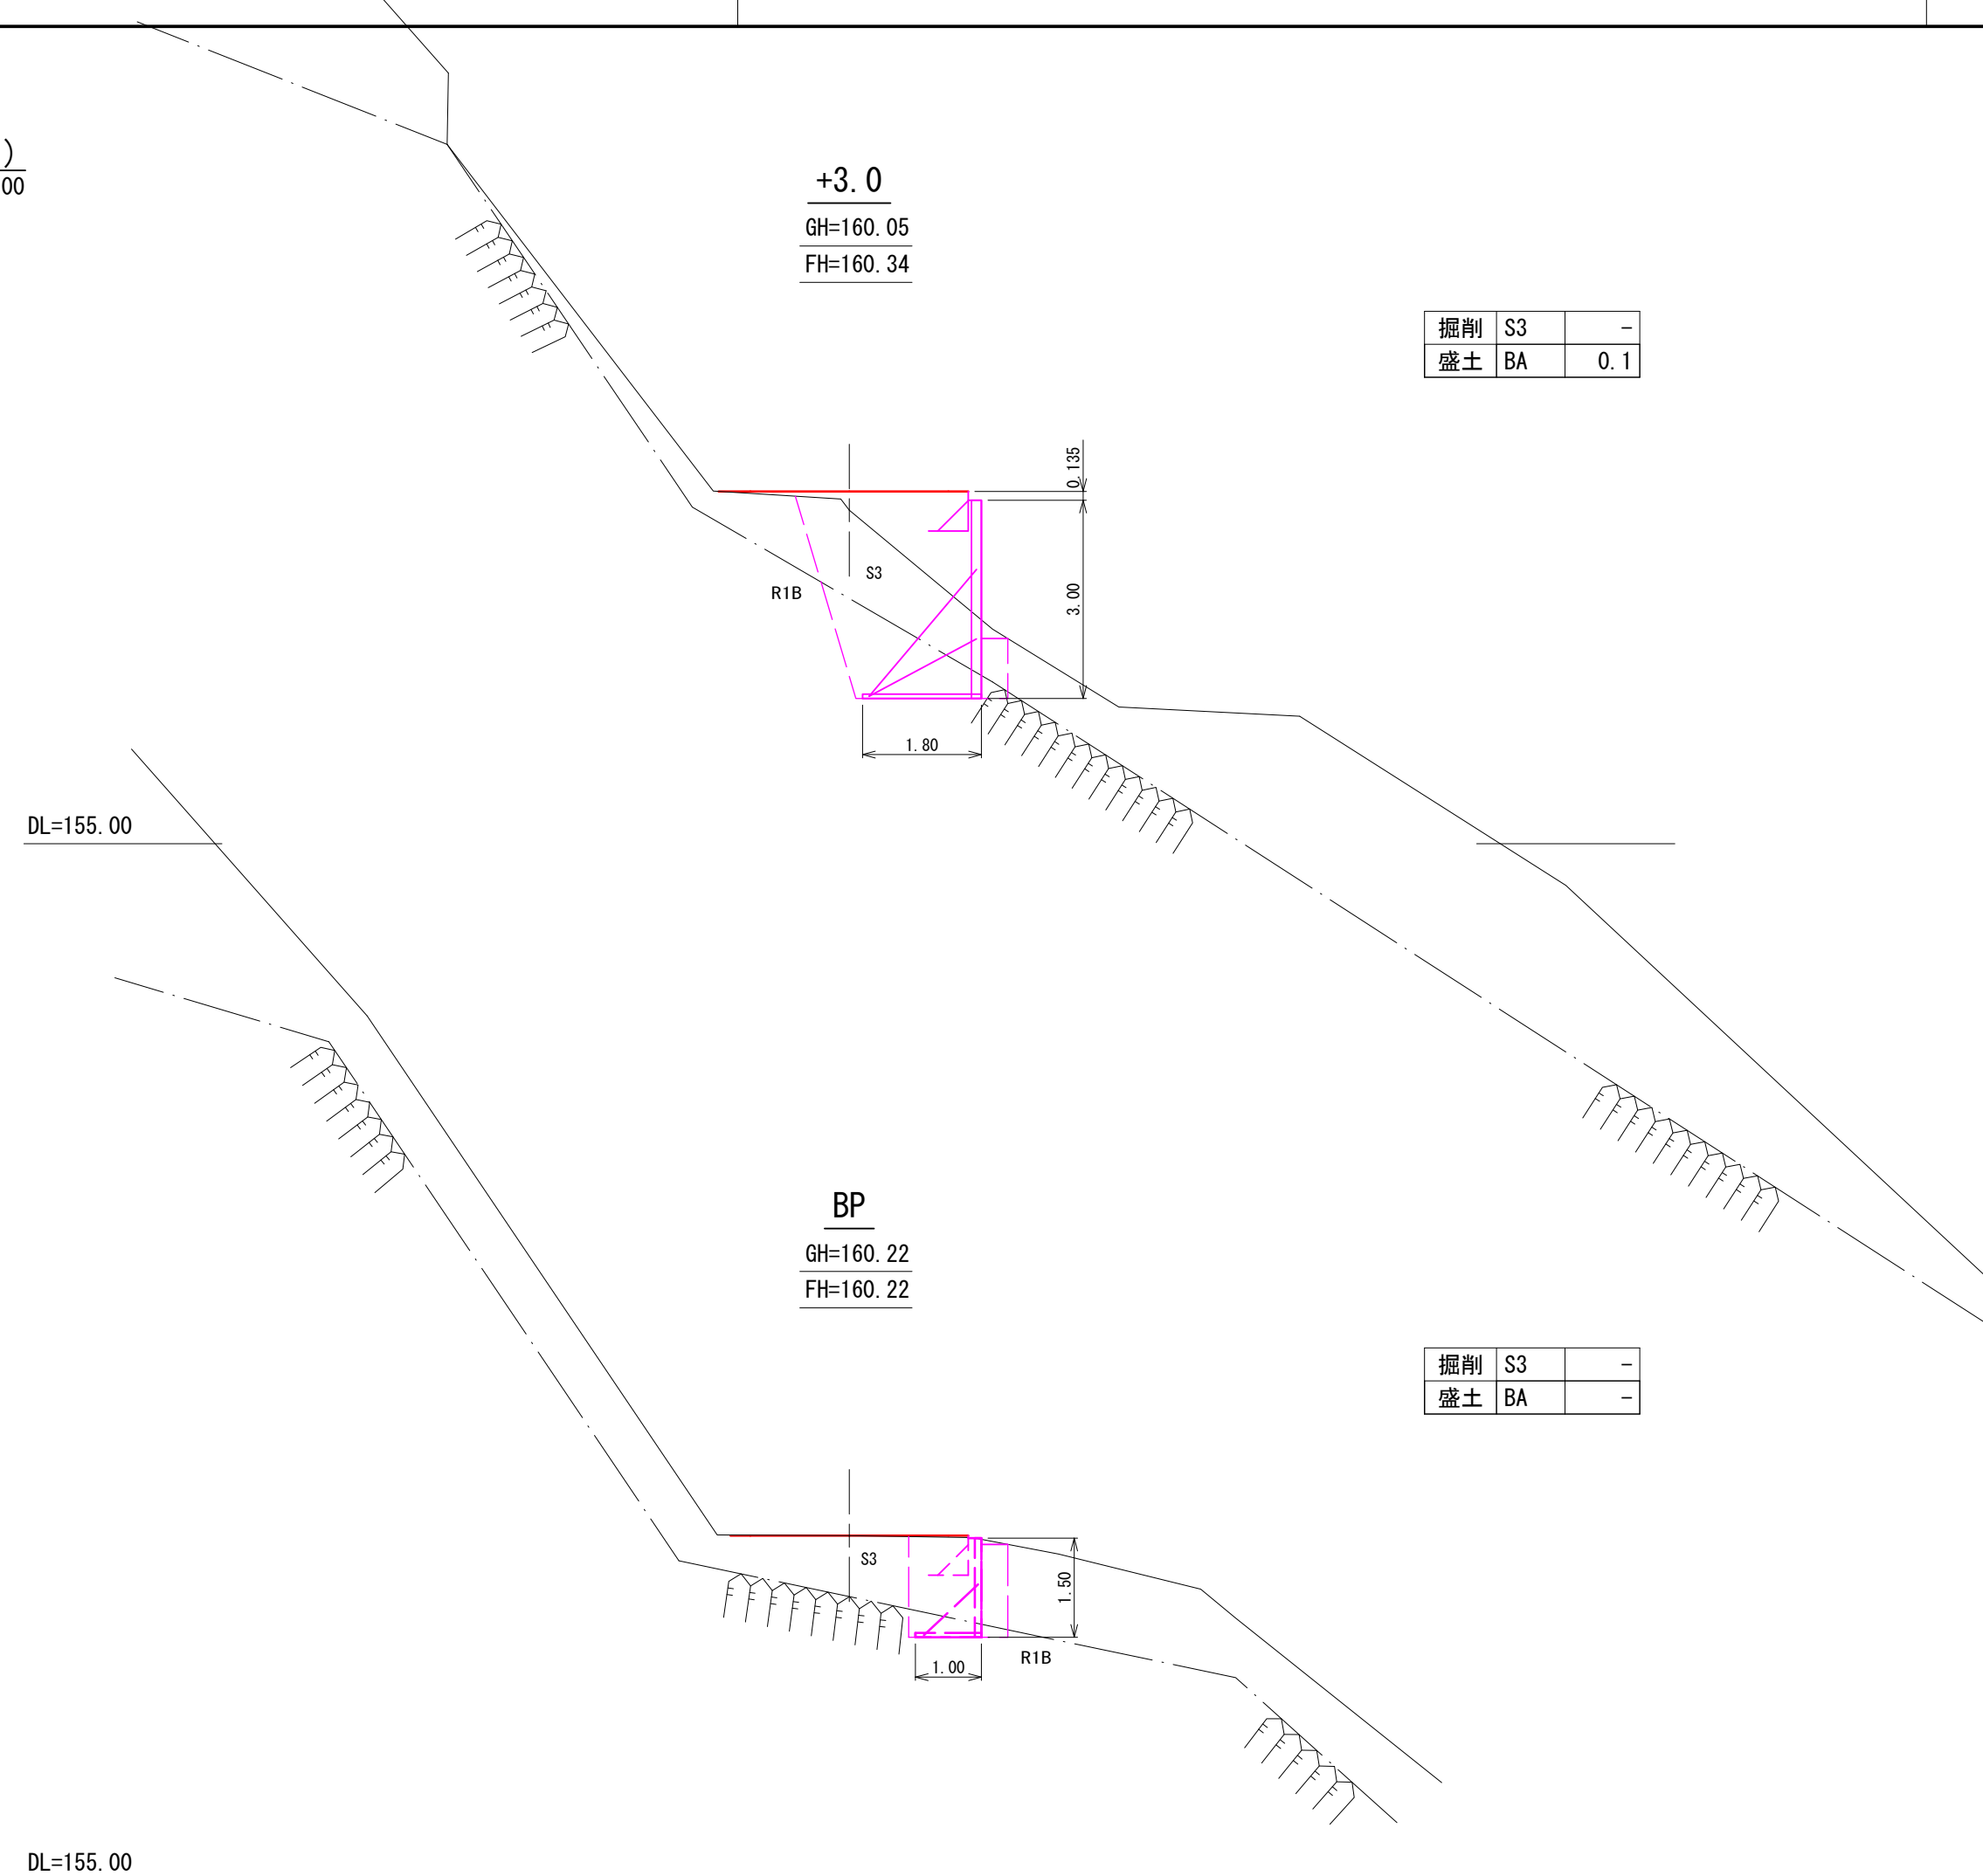 )
00
+3.0
GH=160.05
FH=160.34
掘削 S3 -
盛土 BA 0.1
0.135
3.00
S3
R1B
1.80
DL=155.00
BP
GH=160.22
FH=160.22
掘削 S3 -
盛土 BA -
S3
1.50
R1B
1.00
DL=155.00